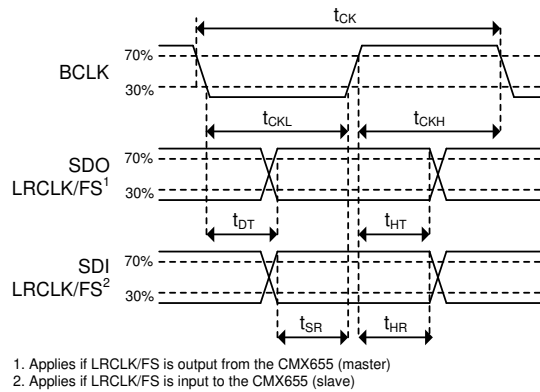 tCK
70%
BCLK
30%
tCKL
tCKH
SDO
70%
LRCLK/FS1
30%
tDT
tHT
SDI
70%
LRCLK/FS2
30%
tSR
tHR
1. Applies if LRCLK/FS is output from the CMX655 (master)
2. Applies if LRCLK/FS is input to the CMX655 (slave)